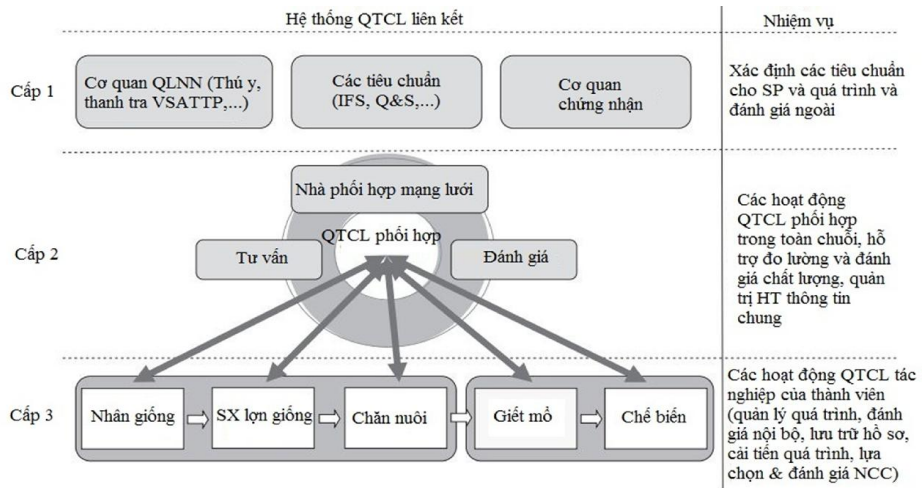 Hệ thống QTCL liên kết
Nhiệm vụ
Cấp 1
Cơ quan QLNN (Thú y,
thanh tra VSATTP,...)
Các tiêu chuẩn
(IFS, Q&S,...)
Cơ quan
chứng nhận
Xác định các tiêu chuẩn
cho SP và quá trình và
đánh giá ngoài
Cấp 2
Nhà phối hợp mạng lưới
QTCL phối hợp
Tư vấn
Đánh giá
Các hoạt động
QTCL phối hợp
trong toàn chuỗi, hỗ
trợ đo lường và đánh
giá chất lượng, quản
trị HT thông tin
chung
Cấp 3
Nhân giống
SX lợn giống
Chăn nuôi
Giết mổ
Chế biến
Các hoạt động QTCL tác
nghiệp của thành viên
(quản lý quá trình, đánh
giá nội bộ, lưu trữ hồ sơ,
cải tiến quá trình, lựa
chọn & đánh giá NCC)